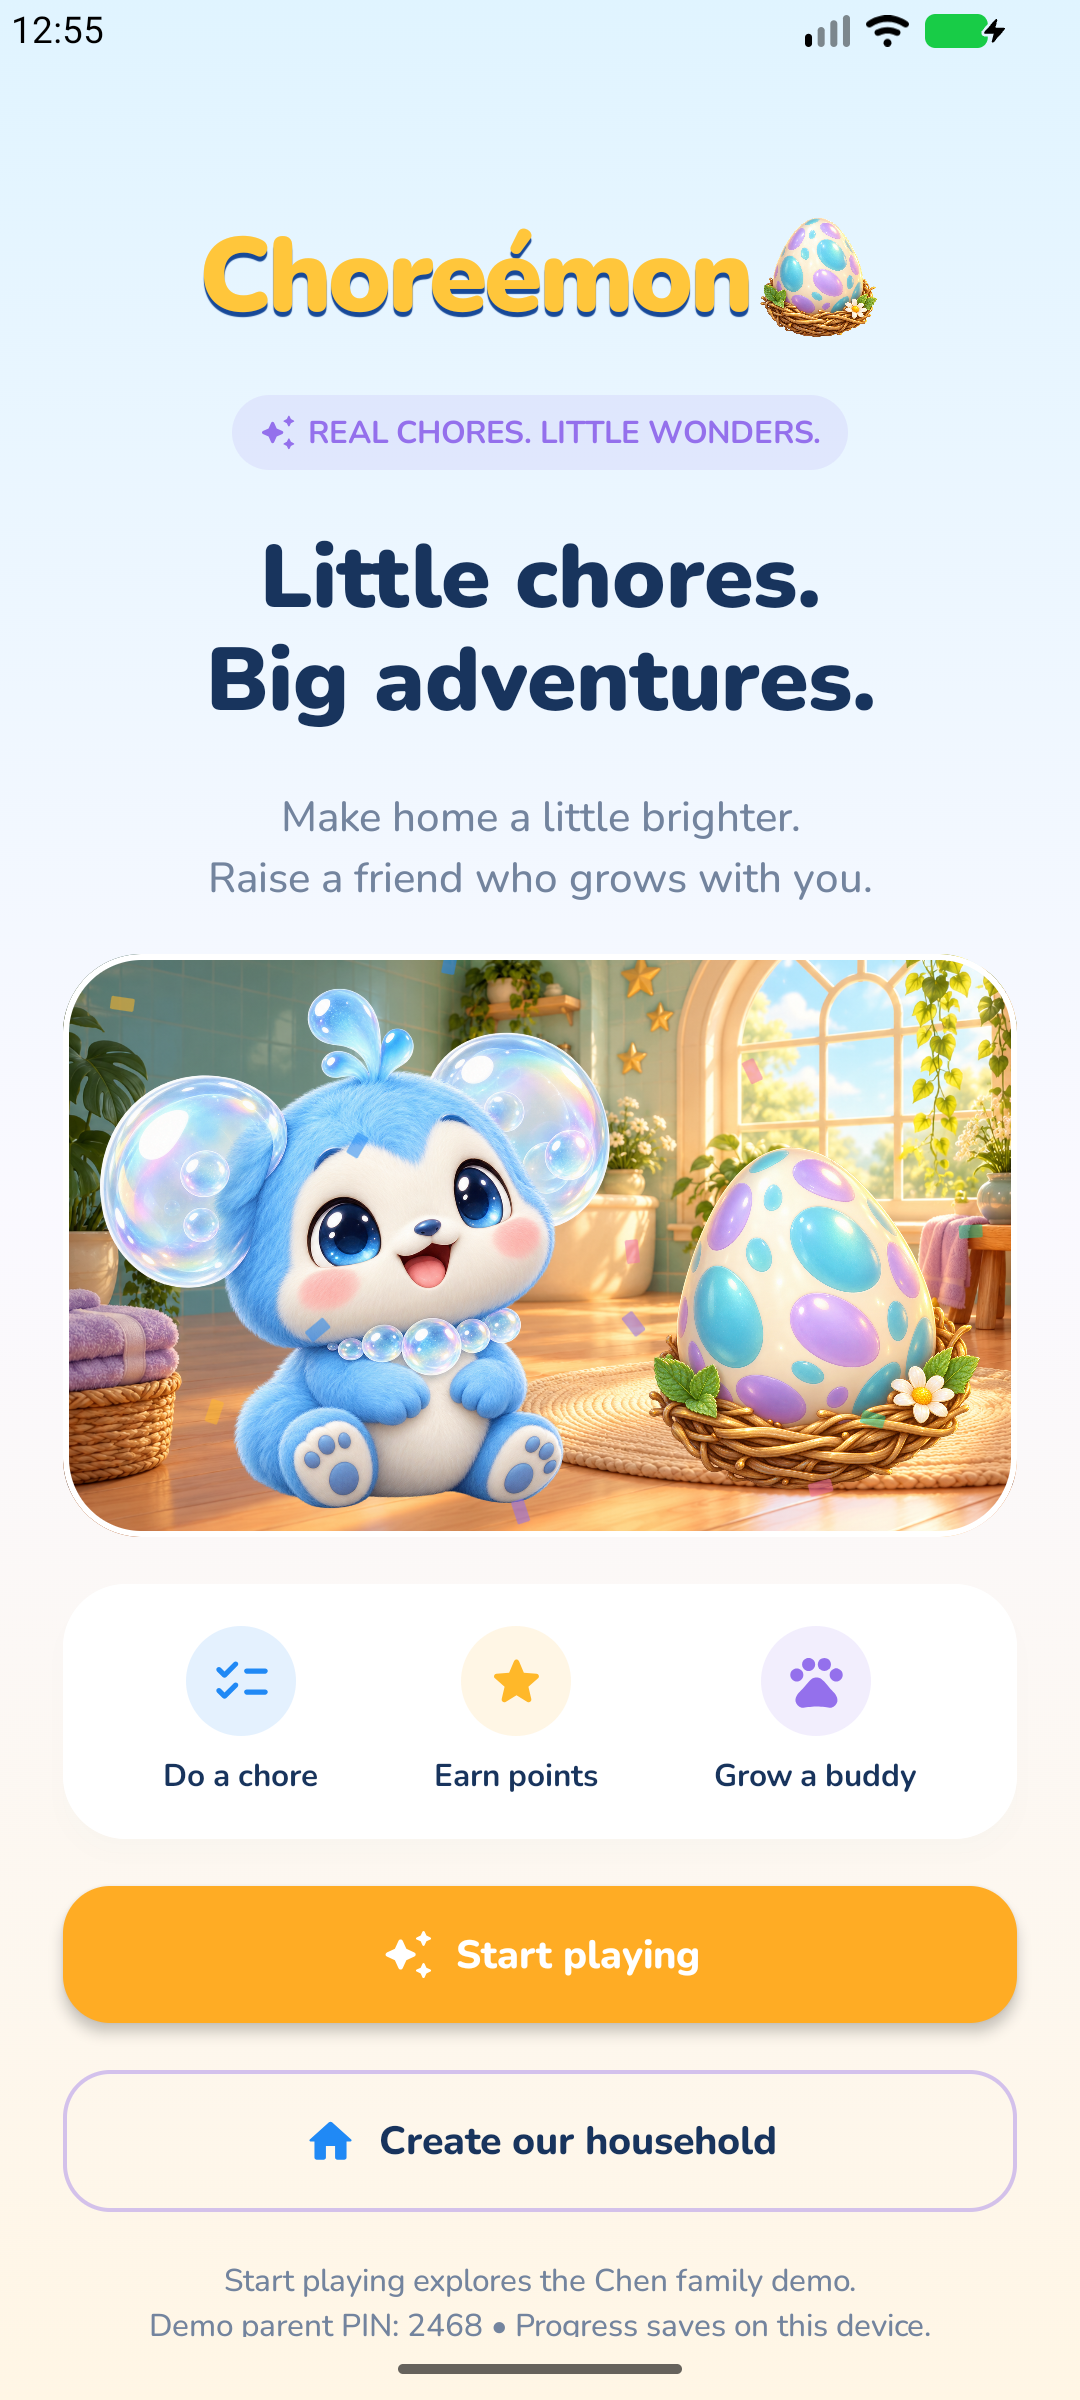 12:55
Choreémon
REAL CHORES. LITTLE WONDERS.
Little chores.
Big adventures.
Make home a little brighter.
Raise a friend who grows with you.
Do a chore
Earn points
Grow a buddy
Start playing
Create our household
Start playing explores the Chen family demo.
Demo parent PIN: 2468 • Progress saves on this device.